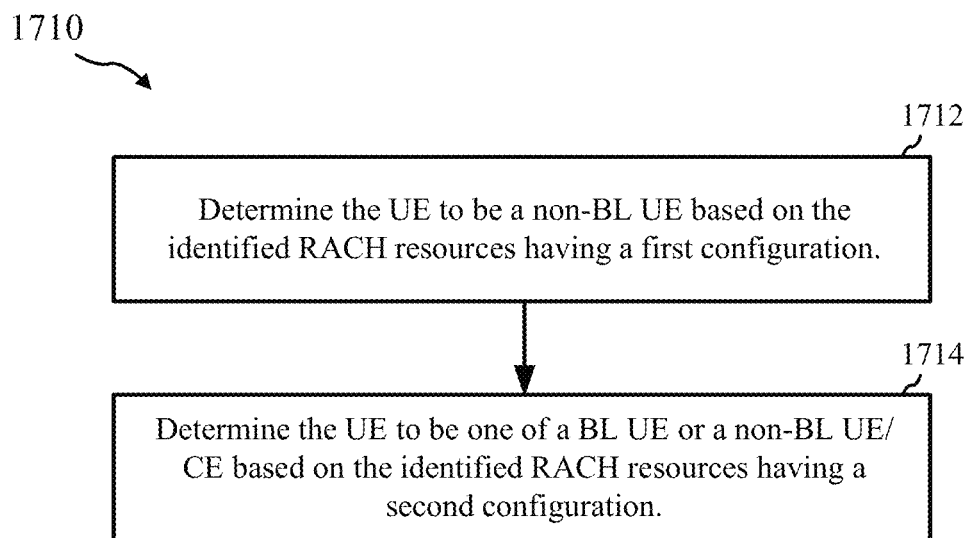 1710
1712
Determine the UE to be a non-BL UE based on the
identified RACH resources having a first configuration.
1714
Determine the UE to be one of a BL UE or a non-BL UE/
CE based on the identified RACH resources having a
second configuration.